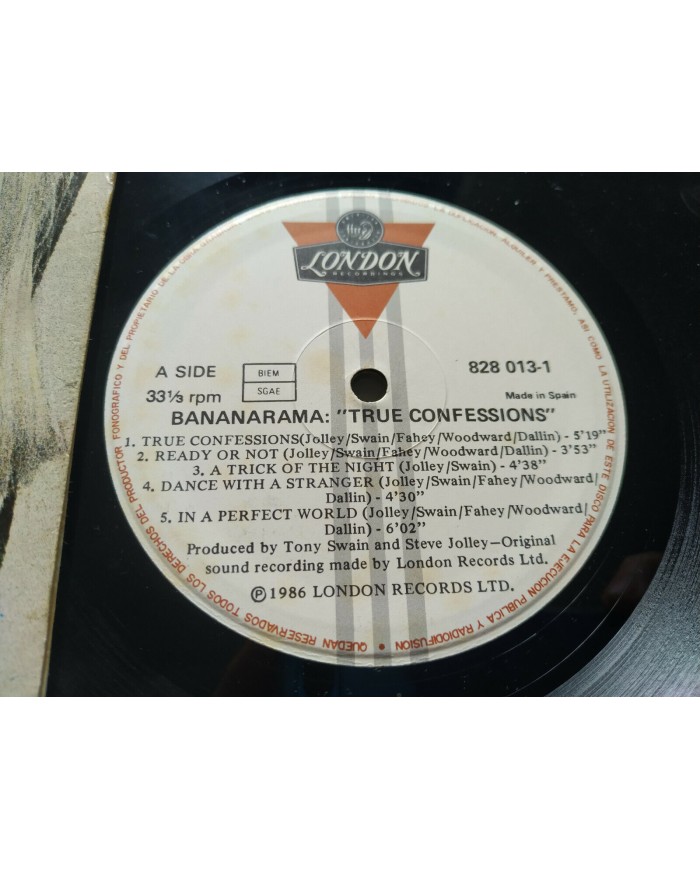 LONDON
RECORDINGS
A SIDE
BIEM
SGAE
828 013-1
33⅓ rpm
Made in Spain
BANANARAMA: "TRUE CONFESSIONS"
1. TRUE CONFESSIONS(Jolley/Swain/Fahey/Woodward/Dallin) - 5'19"
2. READY OR NOT (Jolley/Swain/Fahey/Woodward/Dallin) - 3'53"
3. A TRICK OF THE NIGHT (Jolley/Swain) - 4'38"
4. DANCE WITH A STRANGER (Jolley/Swain/Fahey/Woodward/
Dallin) - 4'30"
5. IN A PERFECT WORLD (Jolley/Swain/Fahey/Woodward/
Dallin) - 6'02"
Produced by Tony Swain and Steve Jolley—Original
sound recording made by London Records Ltd.
Ⓟ 1986 LONDON RECORDS LTD.
QUEDAN RESERVADOS TODOS LOS DERECHOS DEL PRODUCTOR FONOGRAFICO Y DEL PROPIETARIO DE LA OBRA LA DUPLICACION, ALQUILER Y PRESTAMO, ASI COMO LA UTILIZACION DE ESTE DISCO PARA LA EJECUCION PUBLICA Y RADIODIFUSION •